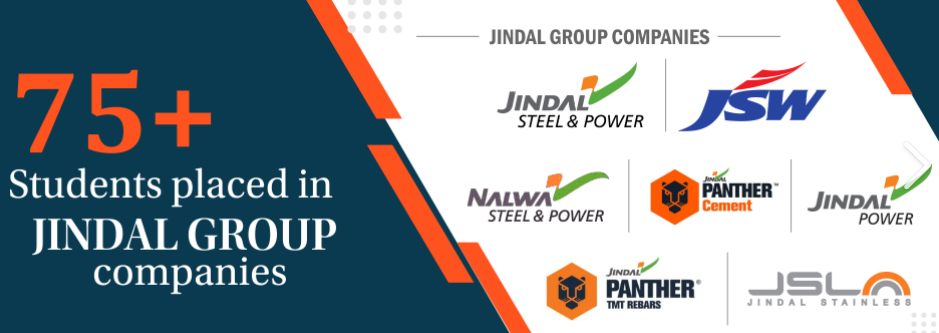 75+
Students placed in
JINDAL GROUP
companies
JINDAL GROUP COMPANIES
JINDAL
STEEL & POWER
JSW
NALWA
STEEL & POWER
JINDAL
PANTHER™
Cement
JINDAL
POWER
JINDAL
PANTHER®
TMT REBARS
JSL
JINDAL STAINLESS